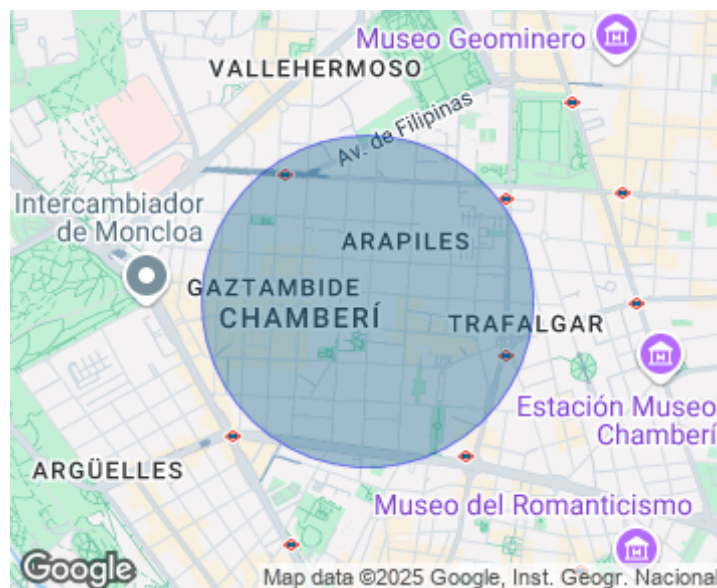 Museo Geominero
VALLEHERMOSO
Av. de Filipinas
Intercambiador
de Moncloa
ARAPILES
GAZTAMBIDE
CHAMBERÍ
TRAFALGAR
Estación Museo
Chamberí
ARGÜELLES
Museo del Romanticismo
Google
Map data ©2025 Google, Inst. Geogr. Nacional